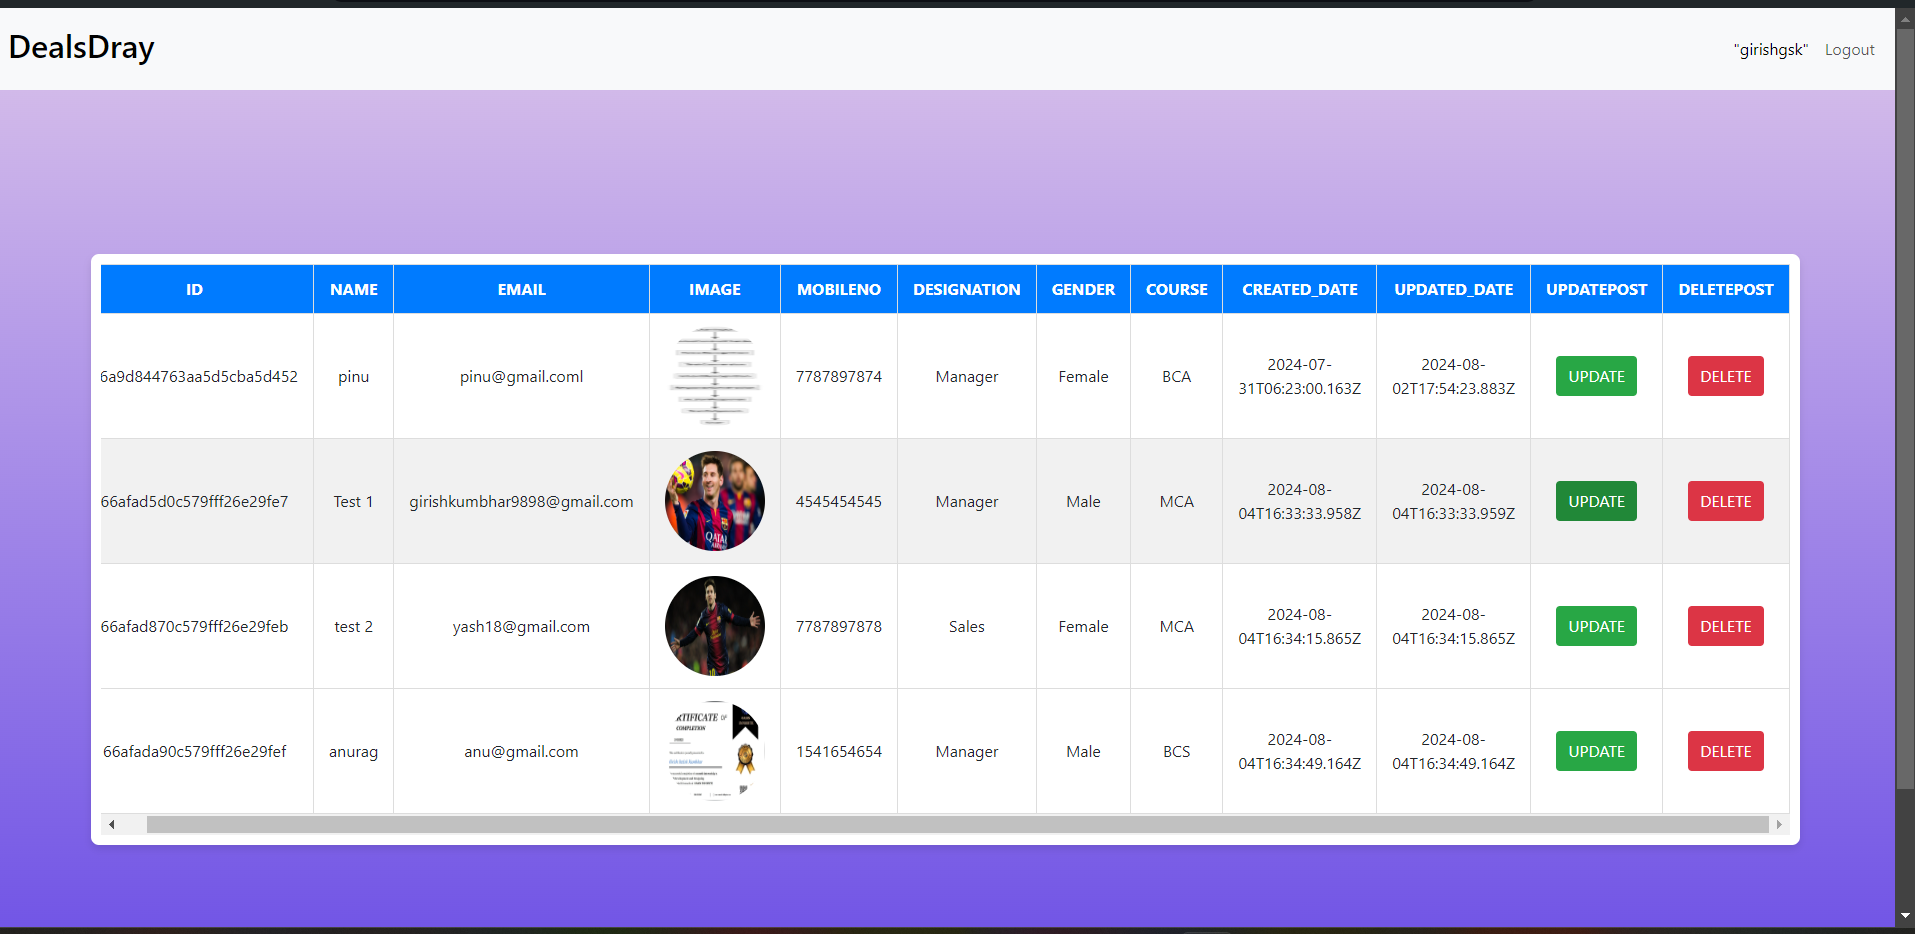 DealsDray
"girishgsk" Logout
ID NAME EMAIL IMAGE MOBILENO DESIGNATION GENDER COURSE CREATED_DATE UPDATED_DATE UPDATEPOST DELETEPOST
6a9d844763aa5d5cba5d452 pinu pinu@gmail.coml 7787897874 Manager Female BCA 2024-07- 2024-08- UPDATE DELETE
31T06:23:00.163Z 02T17:54:23.883Z
66afad5d0c579fff26e29fe7 Test 1 girishkumbhar9898@gmail.com QATAR 4545454545 Manager Male MCA 2024-08- 2024-08- UPDATE DELETE
04T16:33:33.958Z 04T16:33:33.959Z
66afad870c579fff26e29feb test 2 yash18@gmail.com 7787897878 Sales Female MCA 2024-08- 2024-08- UPDATE DELETE
04T16:34:15.865Z 04T16:34:15.865Z
RTIFICATE OF
COMPLETION
66afada90c579fff26e29fef anurag anu@gmail.com 1541654654 Manager Male BCS 2024-08- 2024-08- UPDATE DELETE
04T16:34:49.164Z 04T16:34:49.164Z